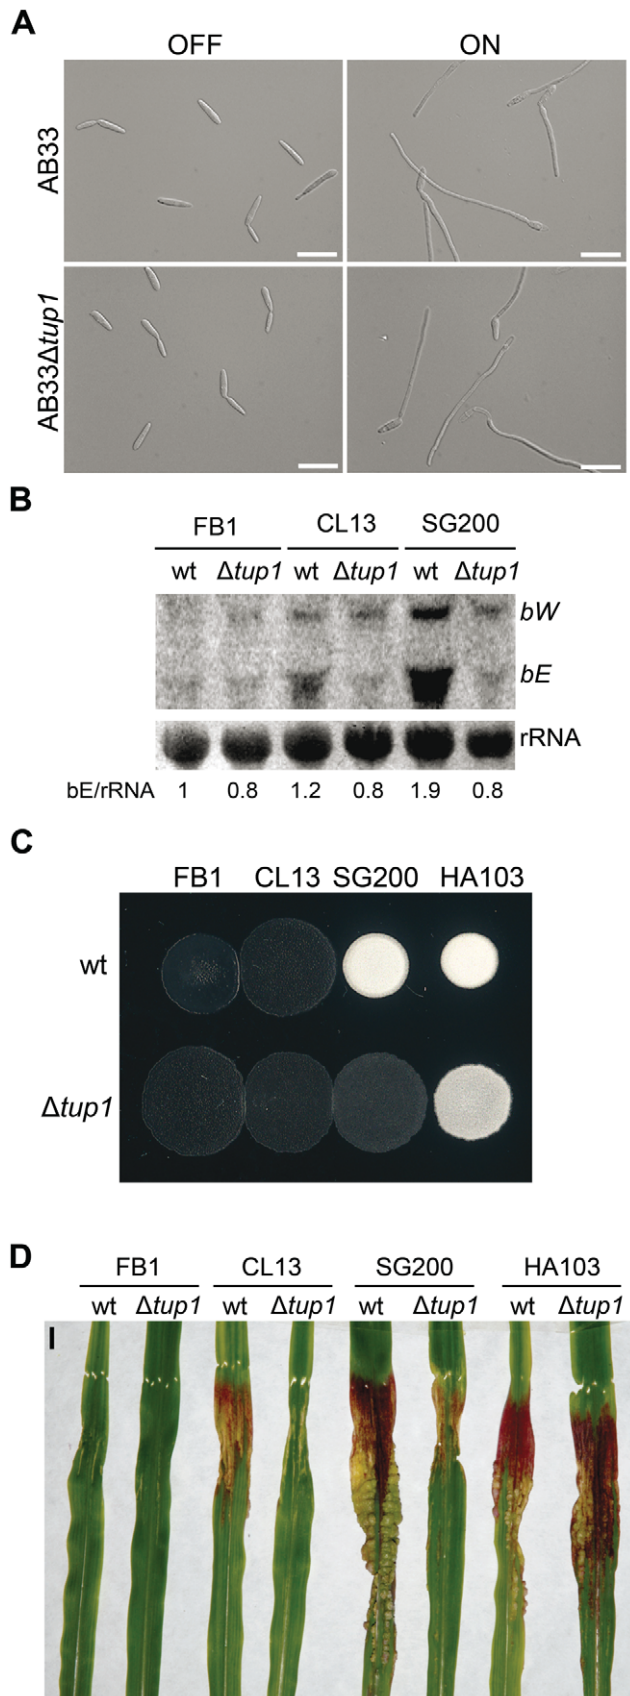 A
OFF ON
AB33
AB33Δtup1
B
FB1 CL13 SG200
wt Δtup1 wt Δtup1 wt Δtup1
bW
bE
rRNA
bE/rRNA 1 0.8 1.2 0.8 1.9 0.8
C
FB1 CL13 SG200 HA103
wt
Δtup1
D
FB1 CL13 SG200 HA103
wt Δtup1 wt Δtup1 wt Δtup1 wt Δtup1